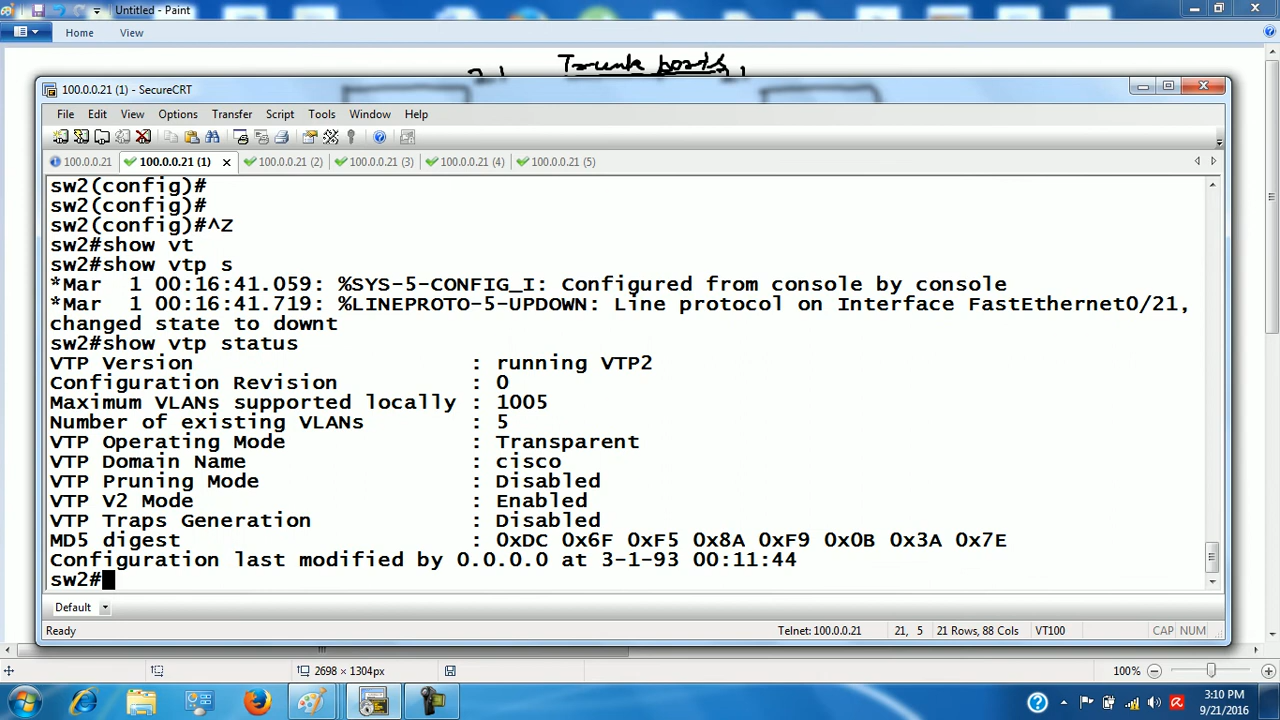 Untitled - Paint
Home View
Trunk ports
21 21
100.0.0.21 (1) - SecureCRT
File Edit View Options Transfer Script Tools Window Help
100.0.0.21 100.0.0.21 (1) 100.0.0.21 (2) 100.0.0.21 (3) 100.0.0.21 (4) 100.0.0.21 (5)
sw2(config)#
sw2(config)#
sw2(config)#^Z
sw2#show vt
sw2#show vtp s
*Mar 1 00:16:41.059: %SYS-5-CONFIG_I: Configured from console by console
*Mar 1 00:16:41.719: %LINEPROTO-5-UPDOWN: Line protocol on Interface FastEthernet0/21,
changed state to downt
sw2#show vtp status
VTP Version : running VTP2
Configuration Revision : 0
Maximum VLANs supported locally : 1005
Number of existing VLANs : 5
VTP Operating Mode : Transparent
VTP Domain Name : cisco
VTP Pruning Mode : Disabled
VTP V2 Mode : Enabled
VTP Traps Generation : Disabled
MD5 digest : 0xDC 0x6F 0xF5 0x8A 0xF9 0x0B 0x3A 0x7E
Configuration last modified by 0.0.0.0 at 3-1-93 00:11:44
sw2#
Default
Ready Telnet: 100.0.0.21 21, 5 21 Rows, 88 Cols VT100 CAP NUM
2698 × 1304px 100%
3:10 PM
9/21/2016